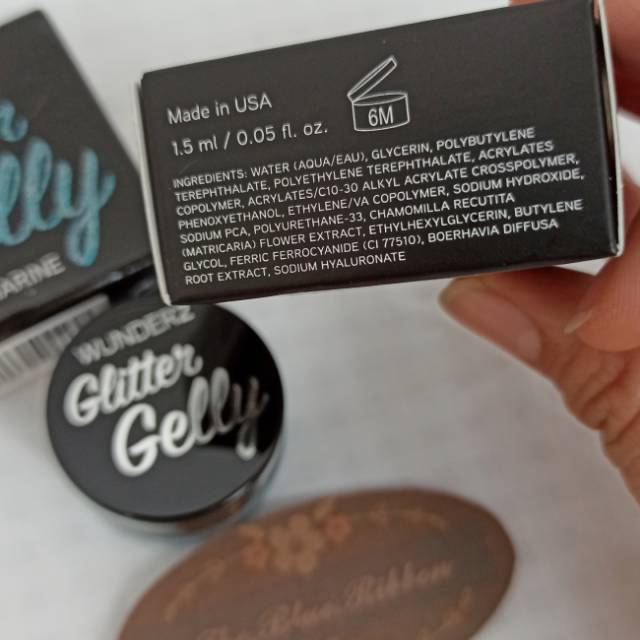 Made in USA
1.5 ml / 0.05 fl. oz.
6M
INGREDIENTS: WATER (AQUA/EAU), GLYCERIN, POLYBUTYLENE
TEREPHTHALATE, POLYETHYLENE TEREPHTHALATE, ACRYLATES
COPOLYMER, ACRYLATES/C10-30 ALKYL ACRYLATE CROSSPOLYMER,
PHENOXYETHANOL, ETHYLENE/VA COPOLYMER, SODIUM HYDROXIDE,
SODIUM PCA, POLYURETHANE-33, CHAMOMILLA RECUTITA
(MATRICARIA) FLOWER EXTRACT, ETHYLHEXYLGLYCERIN, BUTYLENE
GLYCOL, FERRIC FERROCYANIDE (CI 77510), BOERHAVIA DIFFUSA
ROOT EXTRACT, SODIUM HYALURONATE
WUNDERZ
Glitter
Gelly
Blue Ribbon